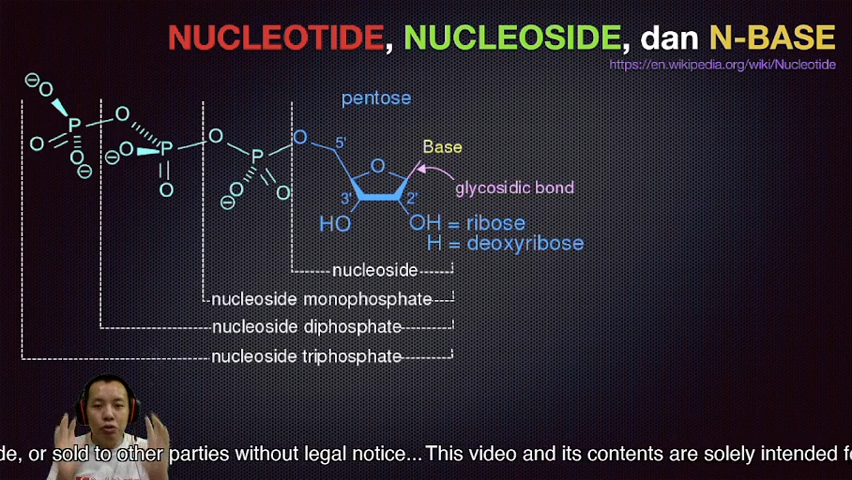 NUCLEOTIDE, NUCLEOSIDE, dan N-BASE
https://en.wikipedia.org/wiki/Nucleotide
pentose
⊖ O P O O O ⊖
⊖ O P O O
⊖ O P O O
5' Base
O
glycosidic bond
3' 2'
HO OH = ribose
H = deoxyribose
nucleoside
nucleoside monophosphate
nucleoside diphosphate
nucleoside triphosphate
de, or sold to other parties without legal notice... This video and its contents are solely intended fo